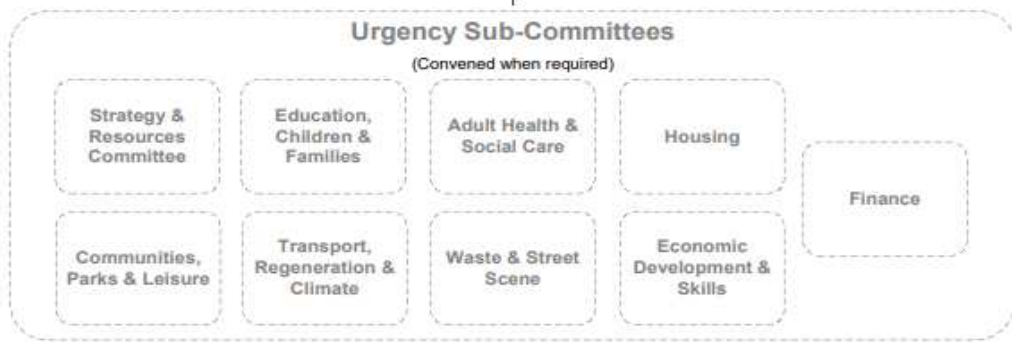 Urgency Sub-Committees
(Convened when required)
Strategy &
Resources
Committee
Education,
Children &
Families
Adult Health &
Social Care
Housing
Finance
Communities,
Parks & Leisure
Transport,
Regeneration &
Climate
Waste & Street
Scene
Economic
Development &
Skills